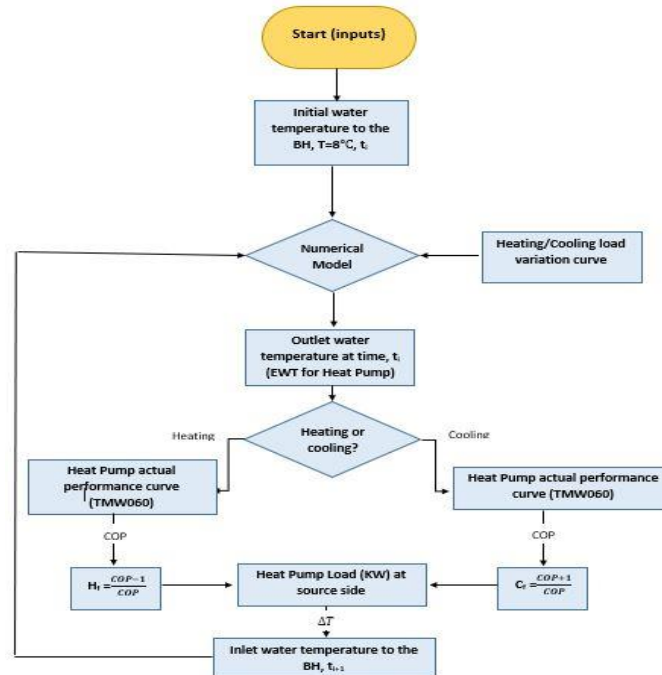 Start (inputs)
Initial water
temperature to the
BH, T=8℃, tᵢ
Numerical
Model
Heating/Cooling load
variation curve
Outlet water
temperature at time, tᵢ
(EWT for Heat Pump)
Heating or
cooling?
Heating
Cooling
Heat Pump actual
performance curve
(TMW060)
Heat Pump actual performance
curve (TMW060)
COP
COP
Hf =COP−1/COP
Heat Pump Load (KW) at
source side
Cf =COP+1/COP
ΔT
Inlet water temperature to the
BH, tᵢ₊₁